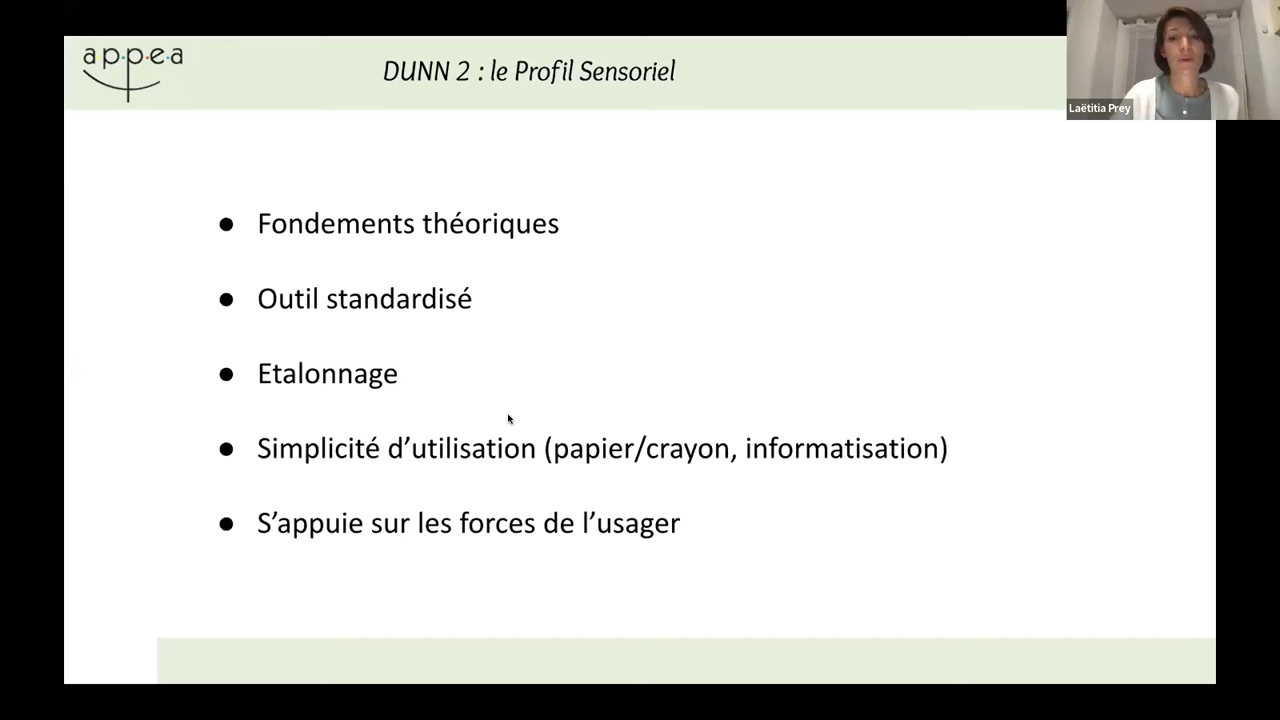 appea
DUNN 2 : le Profil Sensoriel
Laëtitia Prey
● Fondements théoriques
● Outil standardisé
● Etalonnage
● Simplicité d’utilisation (papier/crayon, informatisation)
● S’appuie sur les forces de l’usager